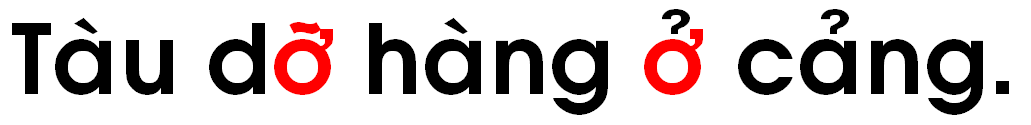 Tàu dỡ hàng ở cảng.